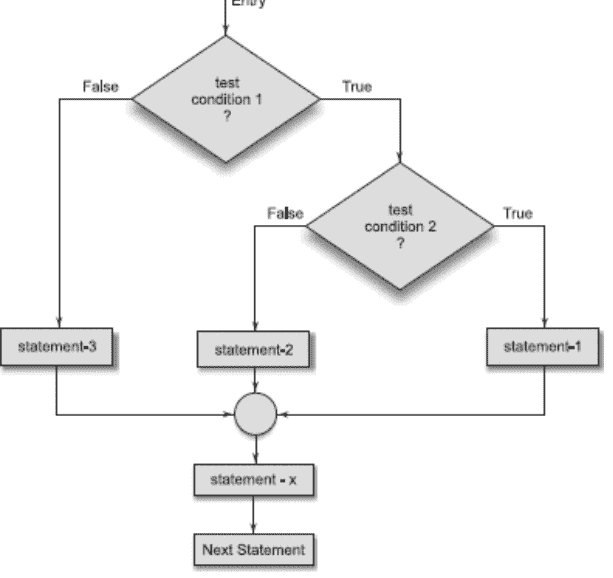 Entry
test
condition 1
?
False
True
test
condition 2
?
False
True
statement-3
statement-2
statement-1
statement - x
Next Statement